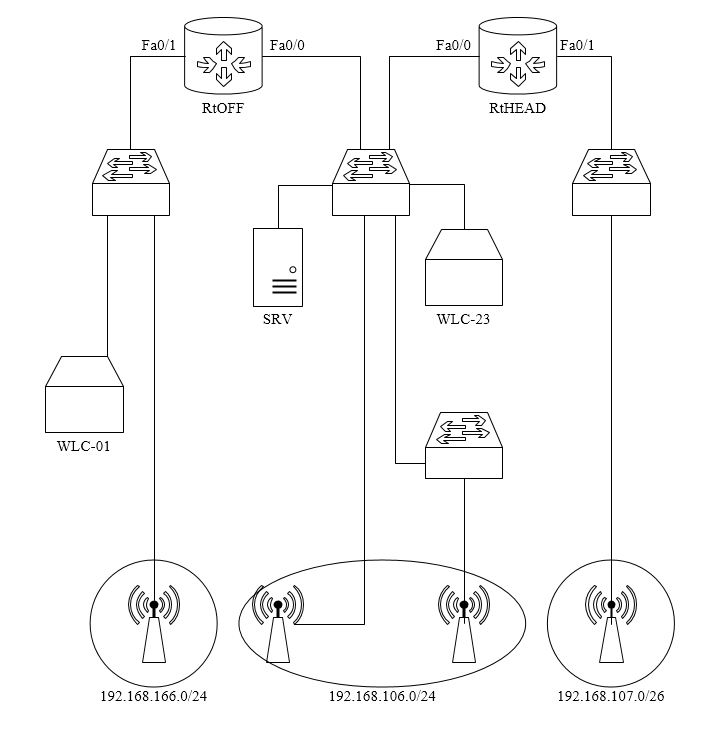 Fa0/1
Fa0/0
Fa0/0
Fa0/1
RtOFF
RtHEAD
SRV
WLC-23
WLC-01
192.168.166.0/24
192.168.106.0/24
192.168.107.0/26